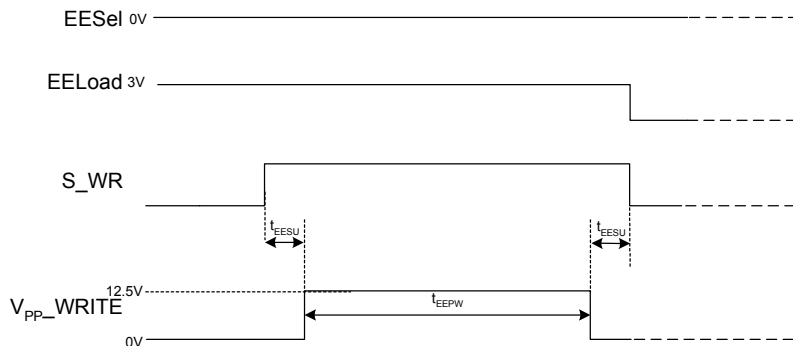 EESel 0V
EELoad 3V
S_WR
tEESU tEESU
12.5V
VPP_WRITE tEEPW
0V